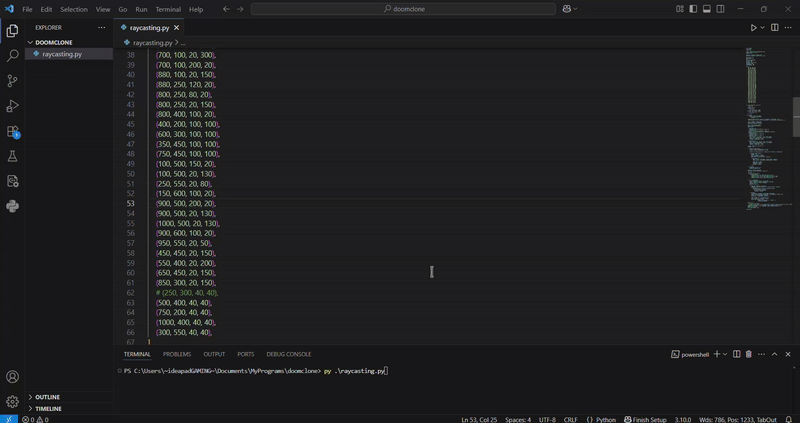 File Edit Selection View Go Run Terminal Help
doomclone
EXPLORER
raycasting.py
DOOMCLONE
raycasting.py
raycasting.py > ...
38 (700, 100, 20, 300),
39 (700, 100, 200, 20),
40 (880, 100, 20, 150),
41 (880, 250, 120, 20),
42 (800, 250, 80, 20),
43 (800, 250, 20, 150),
44 (800, 400, 100, 20),
45 (400, 200, 100, 100),
46 (600, 300, 100, 100),
47 (350, 450, 100, 100),
48 (750, 450, 100, 100),
49 (100, 500, 150, 20),
50 (100, 500, 20, 130),
51 (250, 550, 20, 80),
52 (150, 600, 100, 20),
53 (900, 500, 200, 20),
54 (900, 500, 20, 130),
55 (1000, 500, 20, 130),
56 (900, 600, 100, 20),
57 (950, 550, 20, 50),
58 (450, 450, 20, 150),
59 (550, 400, 20, 200),
60 (650, 450, 20, 150),
61 (850, 300, 20, 150),
62 # (250, 300, 40, 40),
63 (500, 400, 40, 40),
64 (750, 200, 40, 40),
65 (1000, 400, 40, 40),
66 (300, 550, 40, 40),
67 ]
TERMINAL PROBLEMS OUTPUT PORTS DEBUG CONSOLE
powershell
PS C:\Users\~ideapadGAMING~\Documents\MyPrograms\doomclone> py .\raycasting.py
OUTLINE
TIMELINE
0 0 Ln 53, Col 25 Spaces: 4 UTF-8 CRLF Python Finish Setup 3.10.0 Wds: 786, Pos: 1233, TabOut